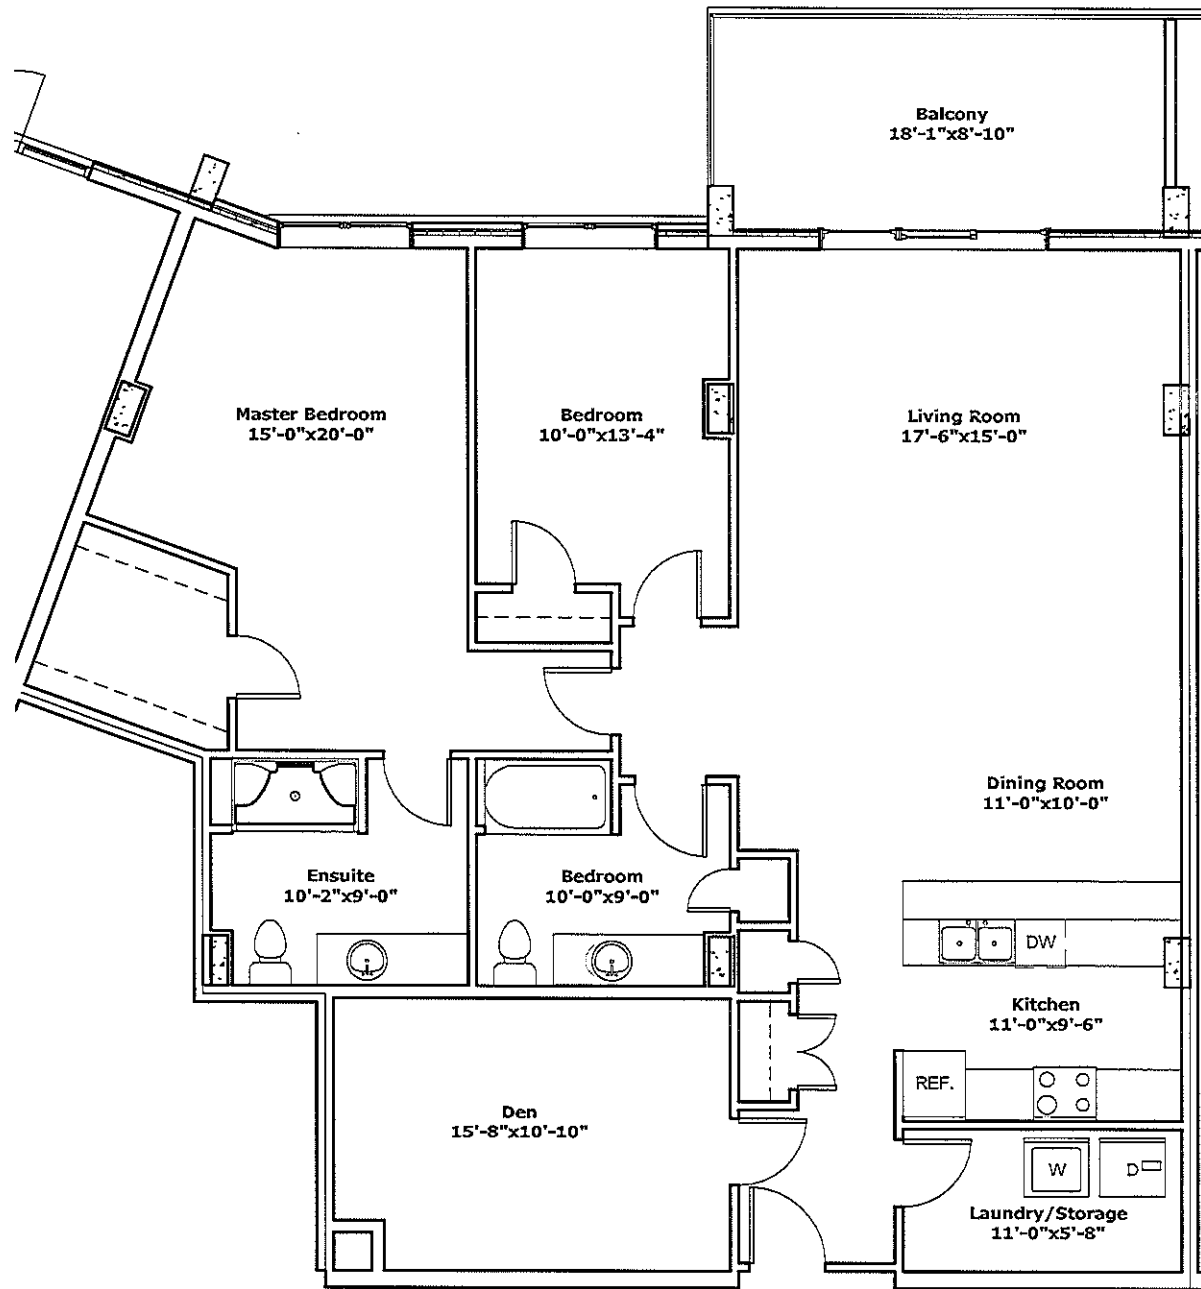 Balcony
18'-1"x8'-10"
Master Bedroom
15'-0"x20'-0"
Bedroom
10'-0"x13'-4"
Living Room
17'-6"x15'-0"
Dining Room
11'-0"x10'-0"
Ensuite
10'-2"x9'-0"
Bedroom
10'-0"x9'-0"
DW
Kitchen
11'-0"x9'-6"
REF.
Den
15'-8"x10'-10"
W
D
Laundry/Storage
11'-0"x5'-8"